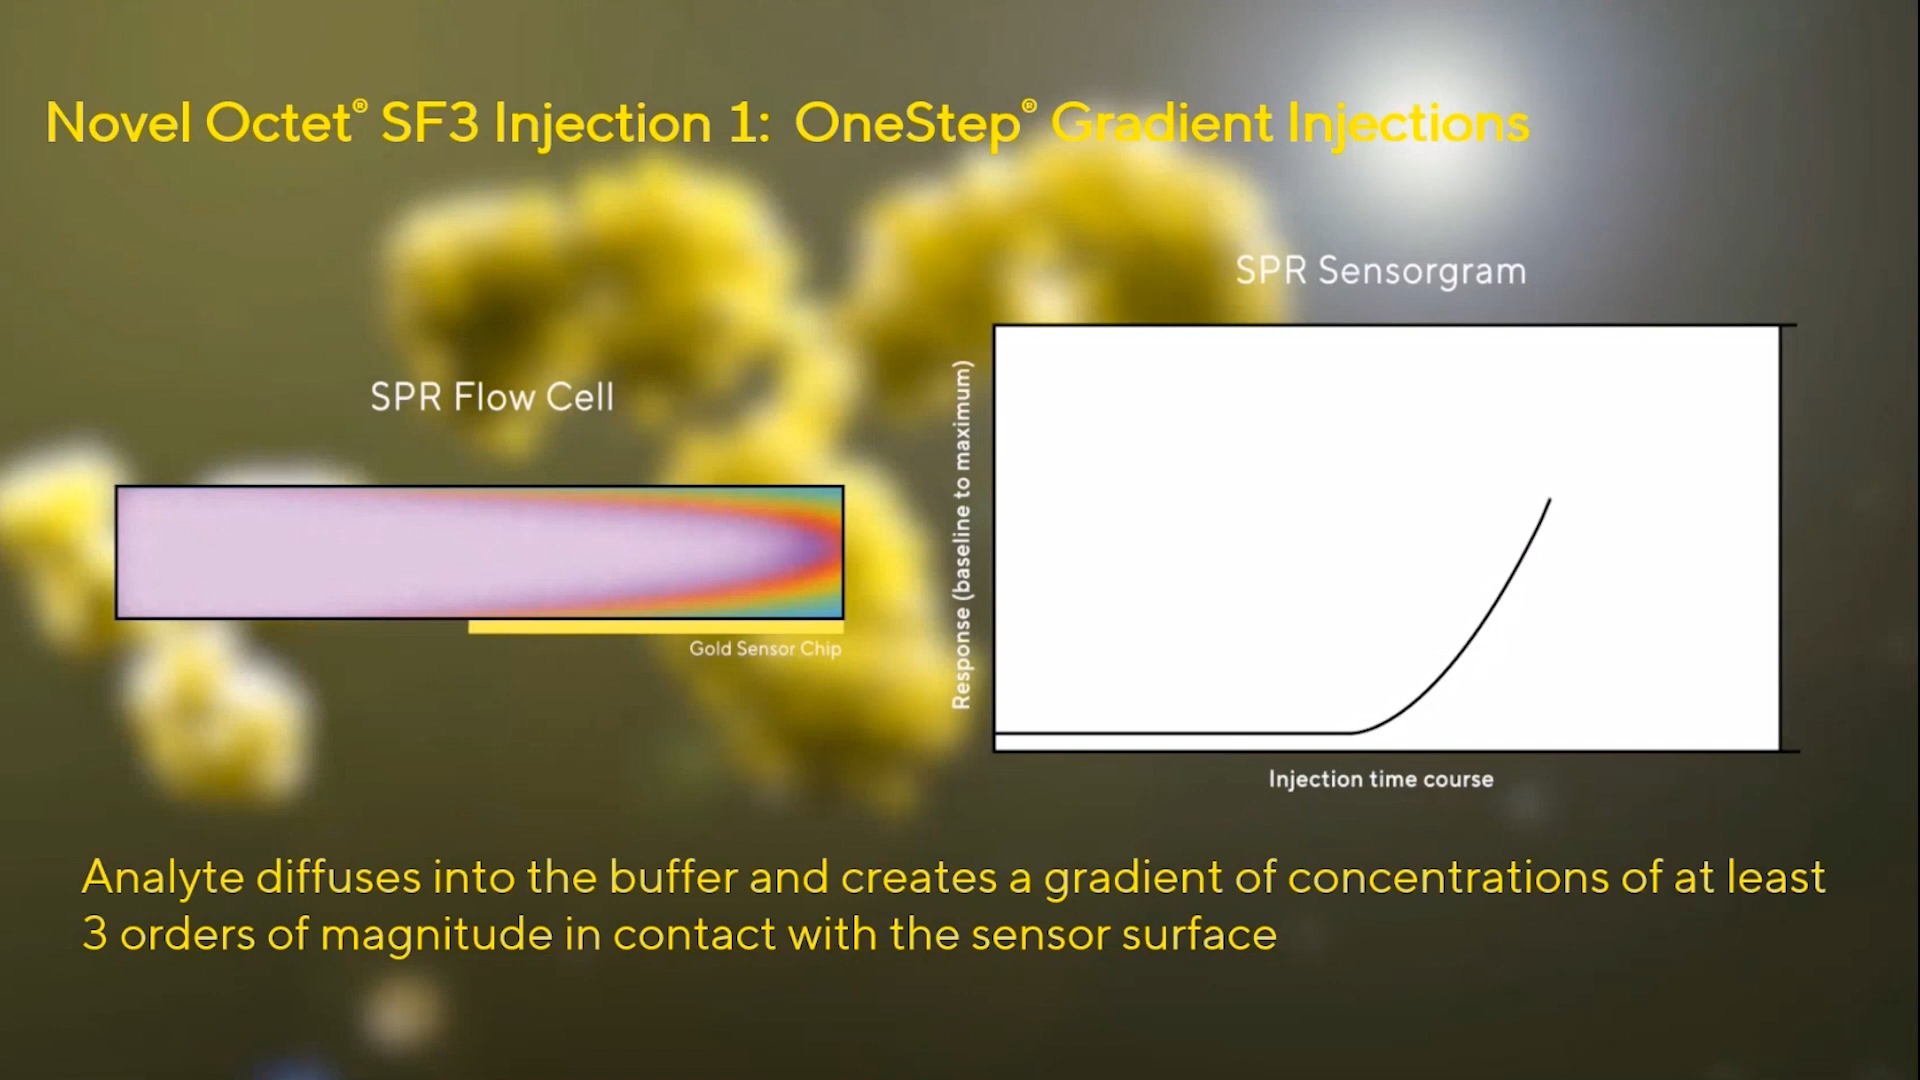 Novel Octet® SF3 Injection 1: OneStep® Gradient Injections
SPR Flow Cell
Gold Sensor Chip
SPR Sensorgram
Response (baseline to maximum)
Injection time course
Analyte diffuses into the buffer and creates a gradient of concentrations of at least
3 orders of magnitude in contact with the sensor surface